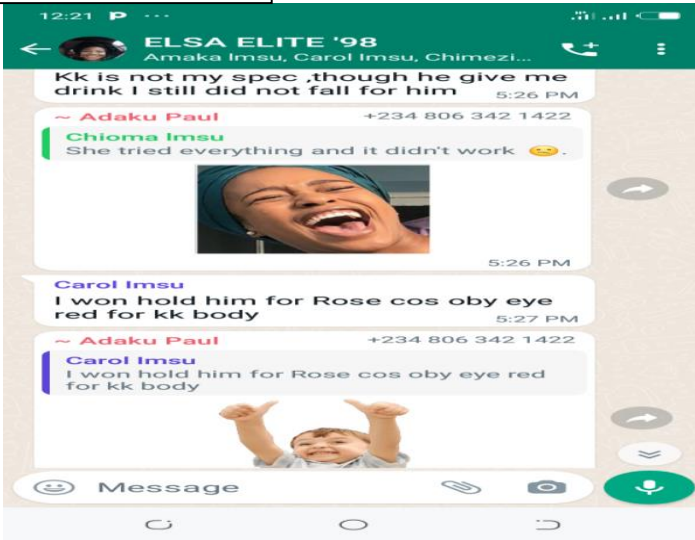 12:21 P ...
ELSA ELITE '98
Amaka Imsu, Carol Imsu, Chimezi...
Kk is not my spec ,though he give me
drink I still did not fall for him 5:26 PM
~ Adaku Paul +234 806 342 1422
Chioma Imsu
She tried everything and it didn't work 😑.
5:26 PM
Carol Imsu
I won hold him for Rose cos oby eye
red for kk body 5:27 PM
~ Adaku Paul +234 806 342 1422
Carol Imsu
I won hold him for Rose cos oby eye red
for kk body
Message